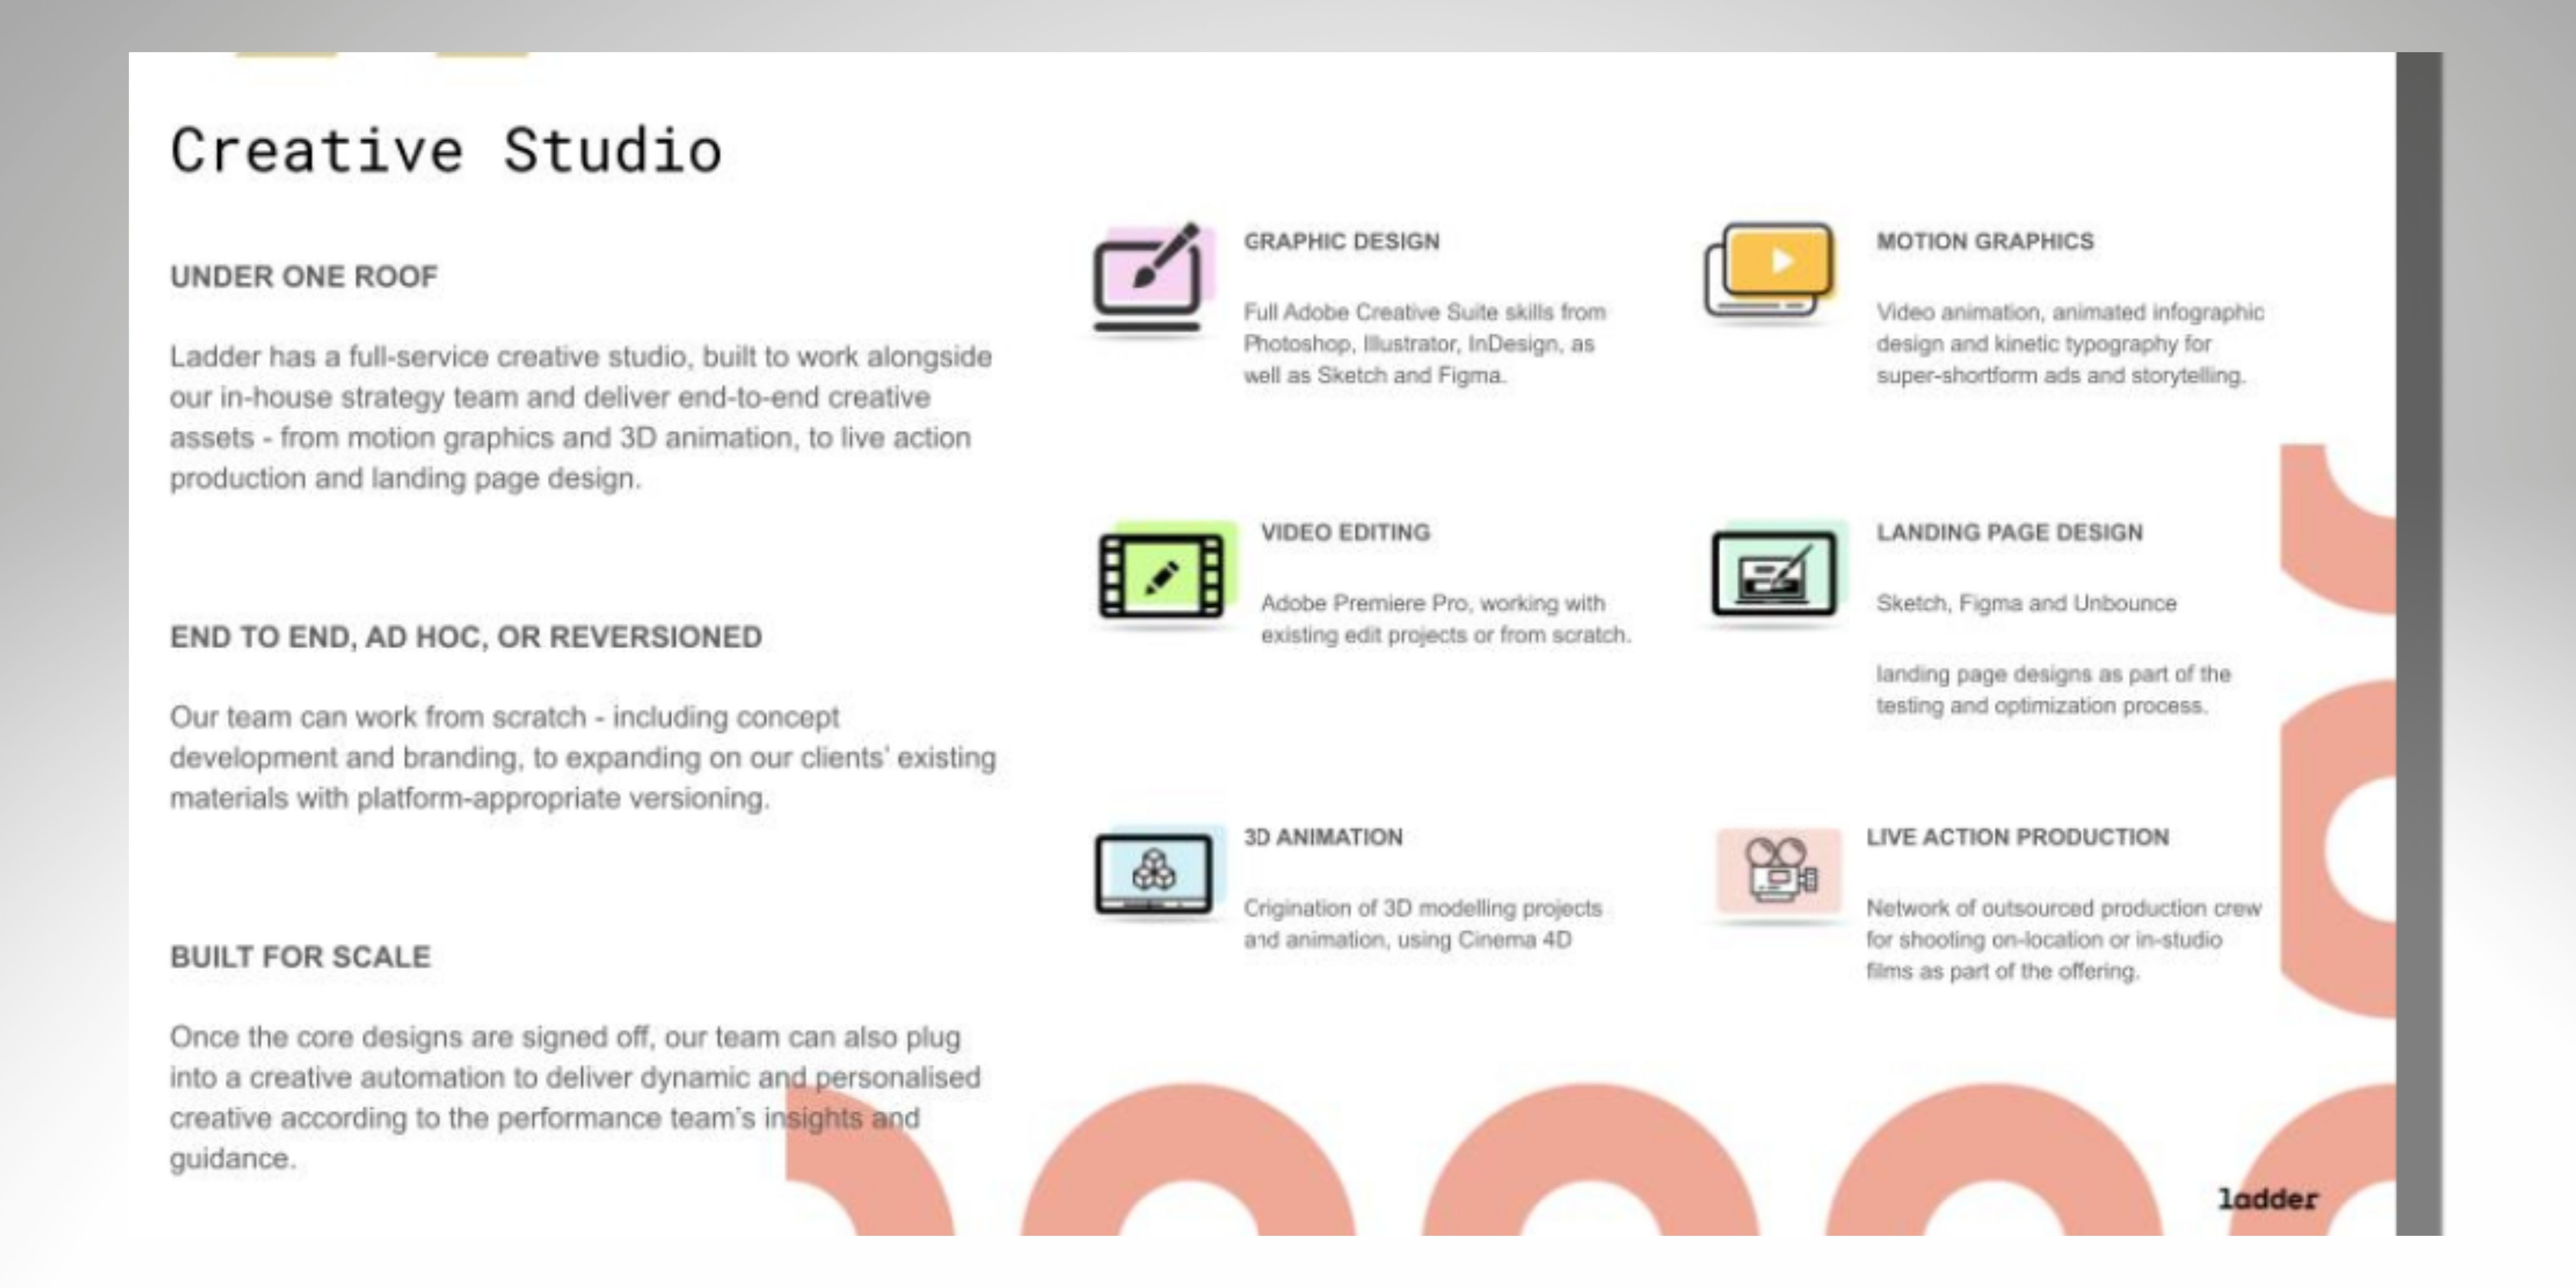 Creative Studio
UNDER ONE ROOF
Ladder has a full-service creative studio, built to work alongside
our in-house strategy team and deliver end-to-end creative
assets - from motion graphics and 3D animation, to live action
production and landing page design.
END TO END, AD HOC, OR REVERSIONED
Our team can work from scratch - including concept
development and branding, to expanding on our clients' existing
materials with platform-appropriate versioning.
BUILT FOR SCALE
Once the core designs are signed off, our team can also plug
into a creative automation to deliver dynamic and personalised
creative according to the performance team's insights and
guidance.
GRAPHIC DESIGN
Full Adobe Creative Suite skills from
Photoshop, Illustrator, InDesign, as
well as Sketch and Figma.
MOTION GRAPHICS
Video animation, animated infographic
design and kinetic typography for
super-shortform ads and storytelling.
VIDEO EDITING
Adobe Premiere Pro, working with
existing edit projects or from scratch.
LANDING PAGE DESIGN
Sketch, Figma and Unbounce
landing page designs as part of the
testing and optimization process.
3D ANIMATION
Origination of 3D modelling projects
and animation, using Cinema 4D
LIVE ACTION PRODUCTION
Network of outsourced production crew
for shooting on-location or in-studio
films as part of the offering.
ladder